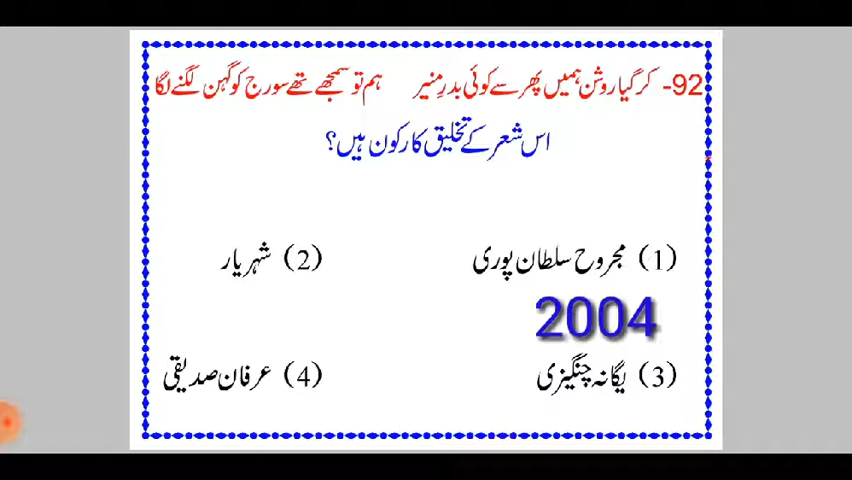 92- کر گیا روشن ہمیں پھر سے کوئی بدرِ منیر ہم تو سمجھے تھے سورج کو گہن لگنے لگا
اس شعر کے تخلیق کار کون ہیں؟
(1) مجروح سلطان پوری (2) شہریار
2004
(3) یگانہ چنگیزی (4) عرفان صدیقی